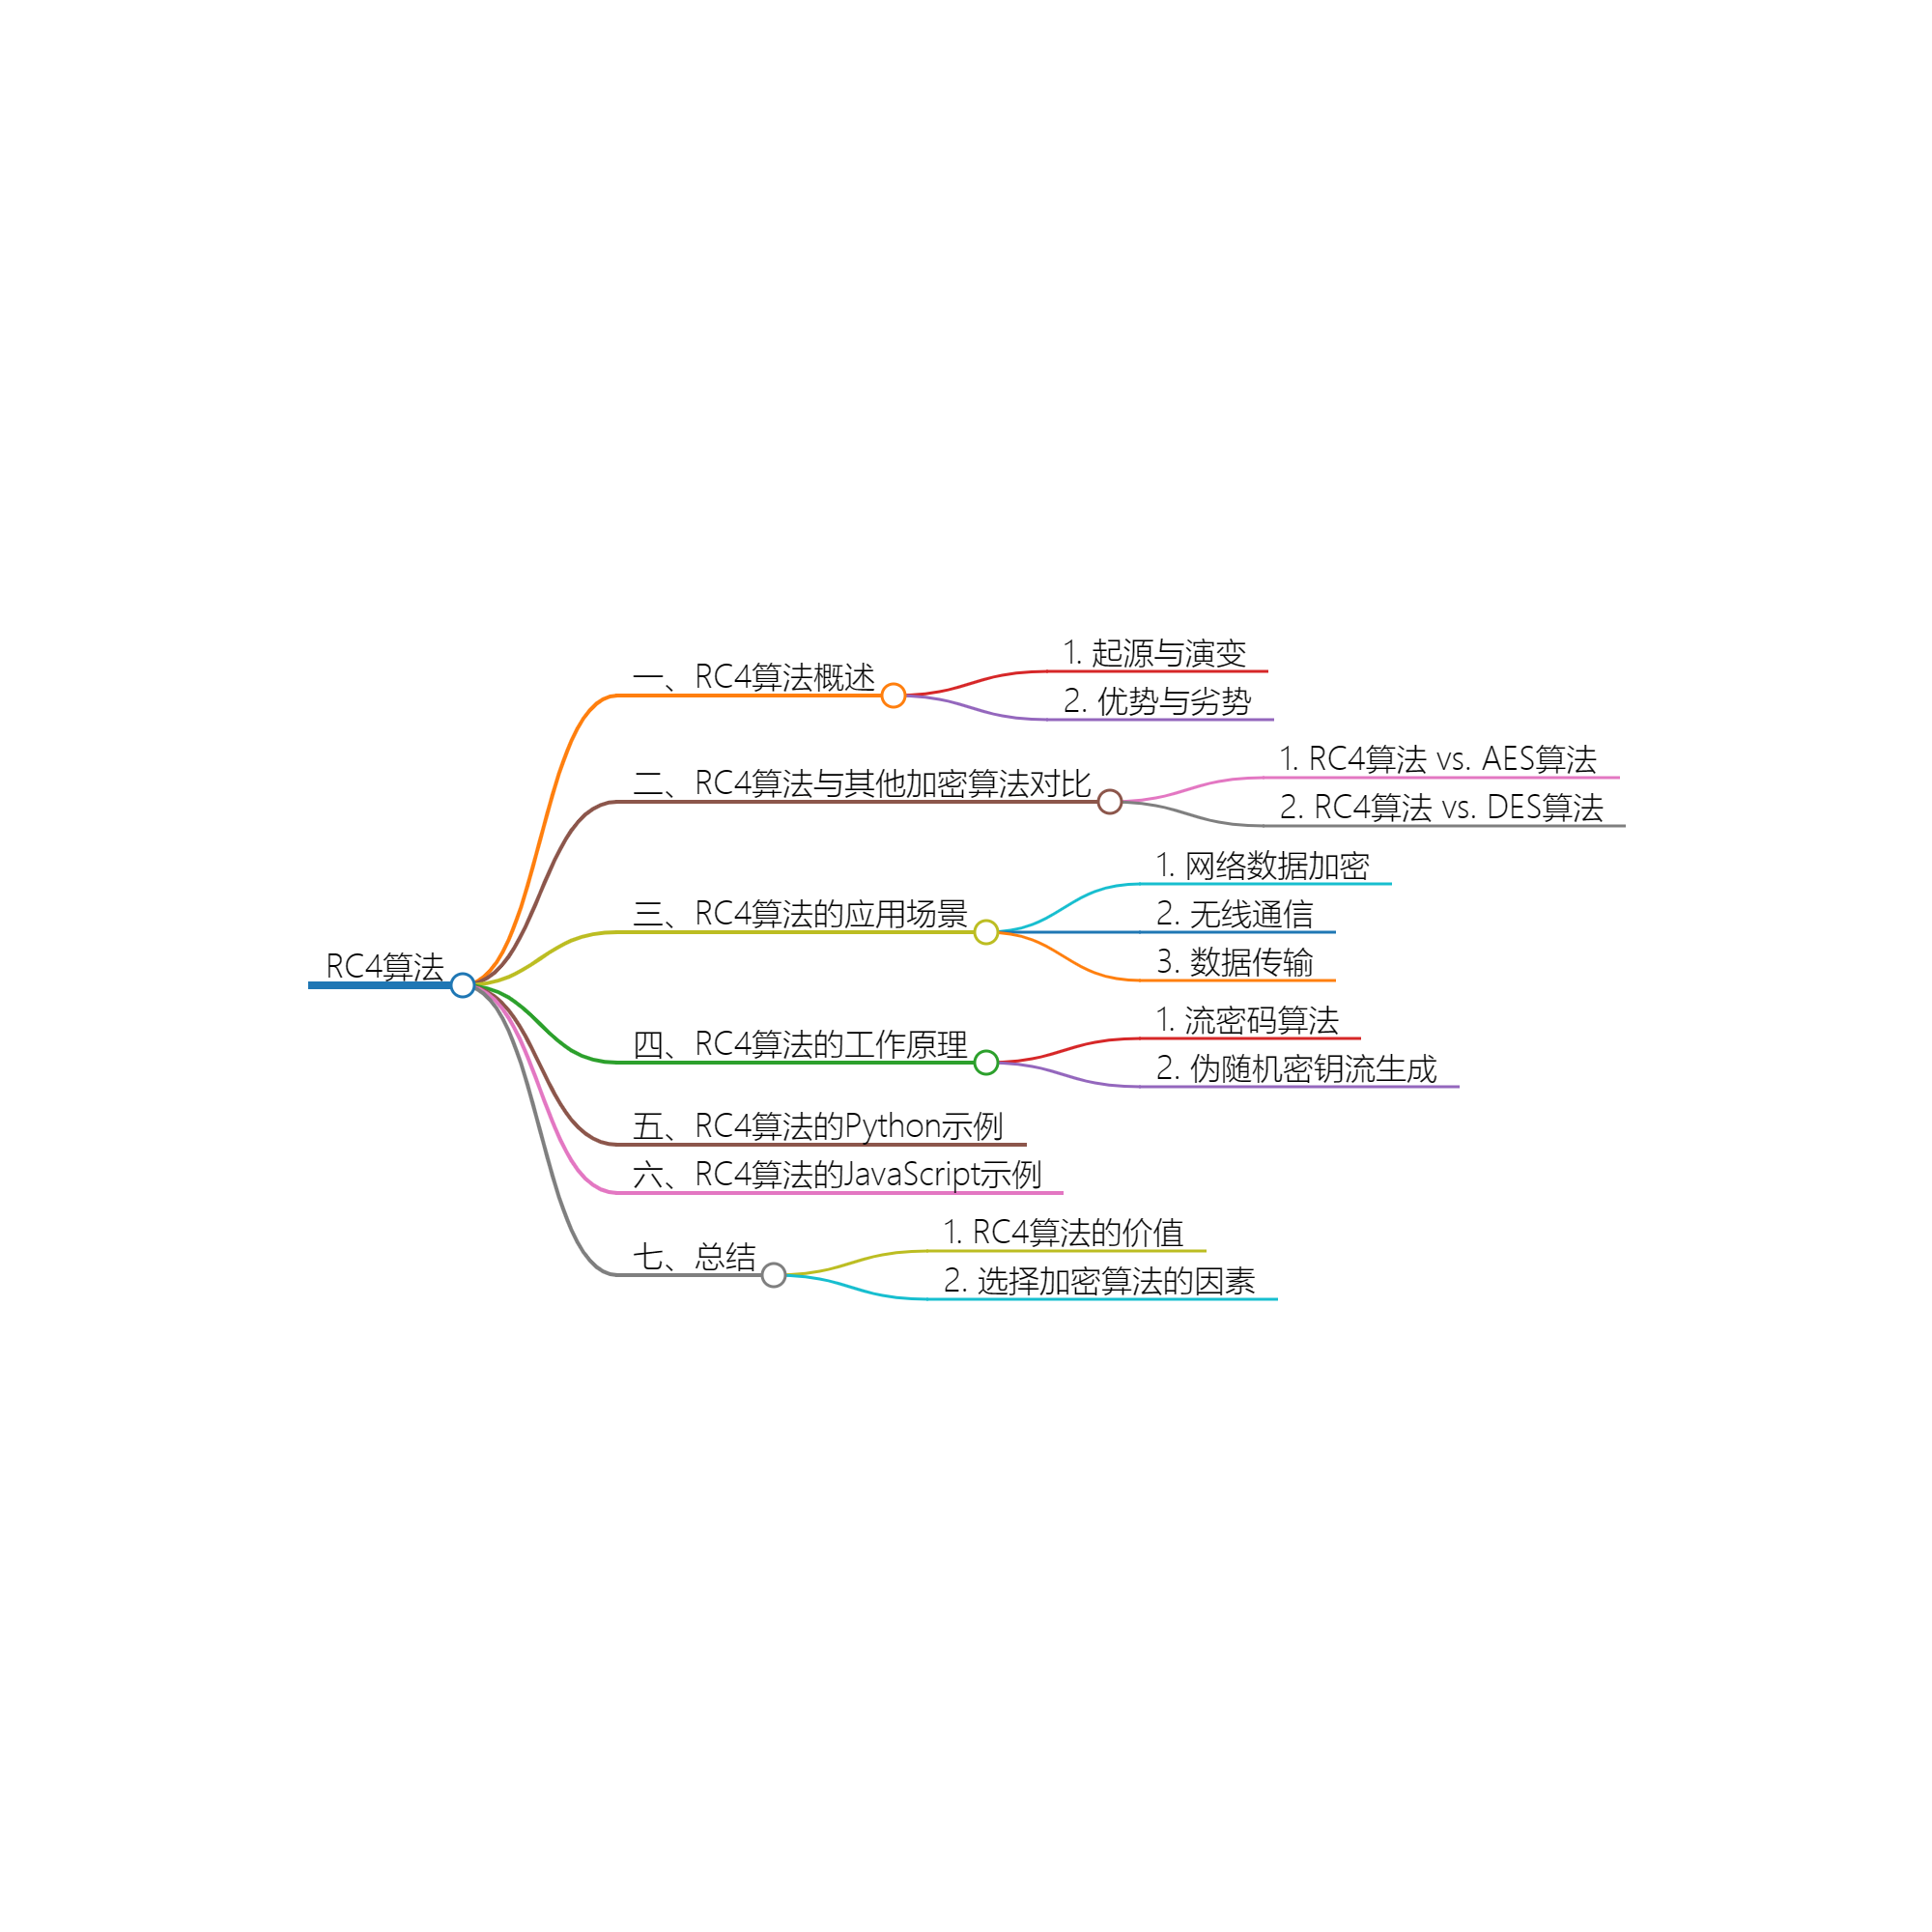 RC4算法
一、RC4算法概述
1. 起源与演变
2. 优势与劣势
二、RC4算法与其他加密算法对比
1. RC4算法 vs. AES算法
2. RC4算法 vs. DES算法
三、RC4算法的应用场景
1. 网络数据加密
2. 无线通信
3. 数据传输
四、RC4算法的工作原理
1. 流密码算法
2. 伪随机密钥流生成
五、RC4算法的Python示例
六、RC4算法的JavaScript示例
七、总结
1. RC4算法的价值
2. 选择加密算法的因素